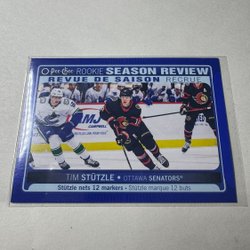 O-Pee-Chee ROOKIE SEASON REVIEW
REVUE DE SAISON RECRUE
MJ
TIM STÜTZLE • OTTAWA SENATORS®
Stützle nets 12 markers - Stützle marque 12 buts